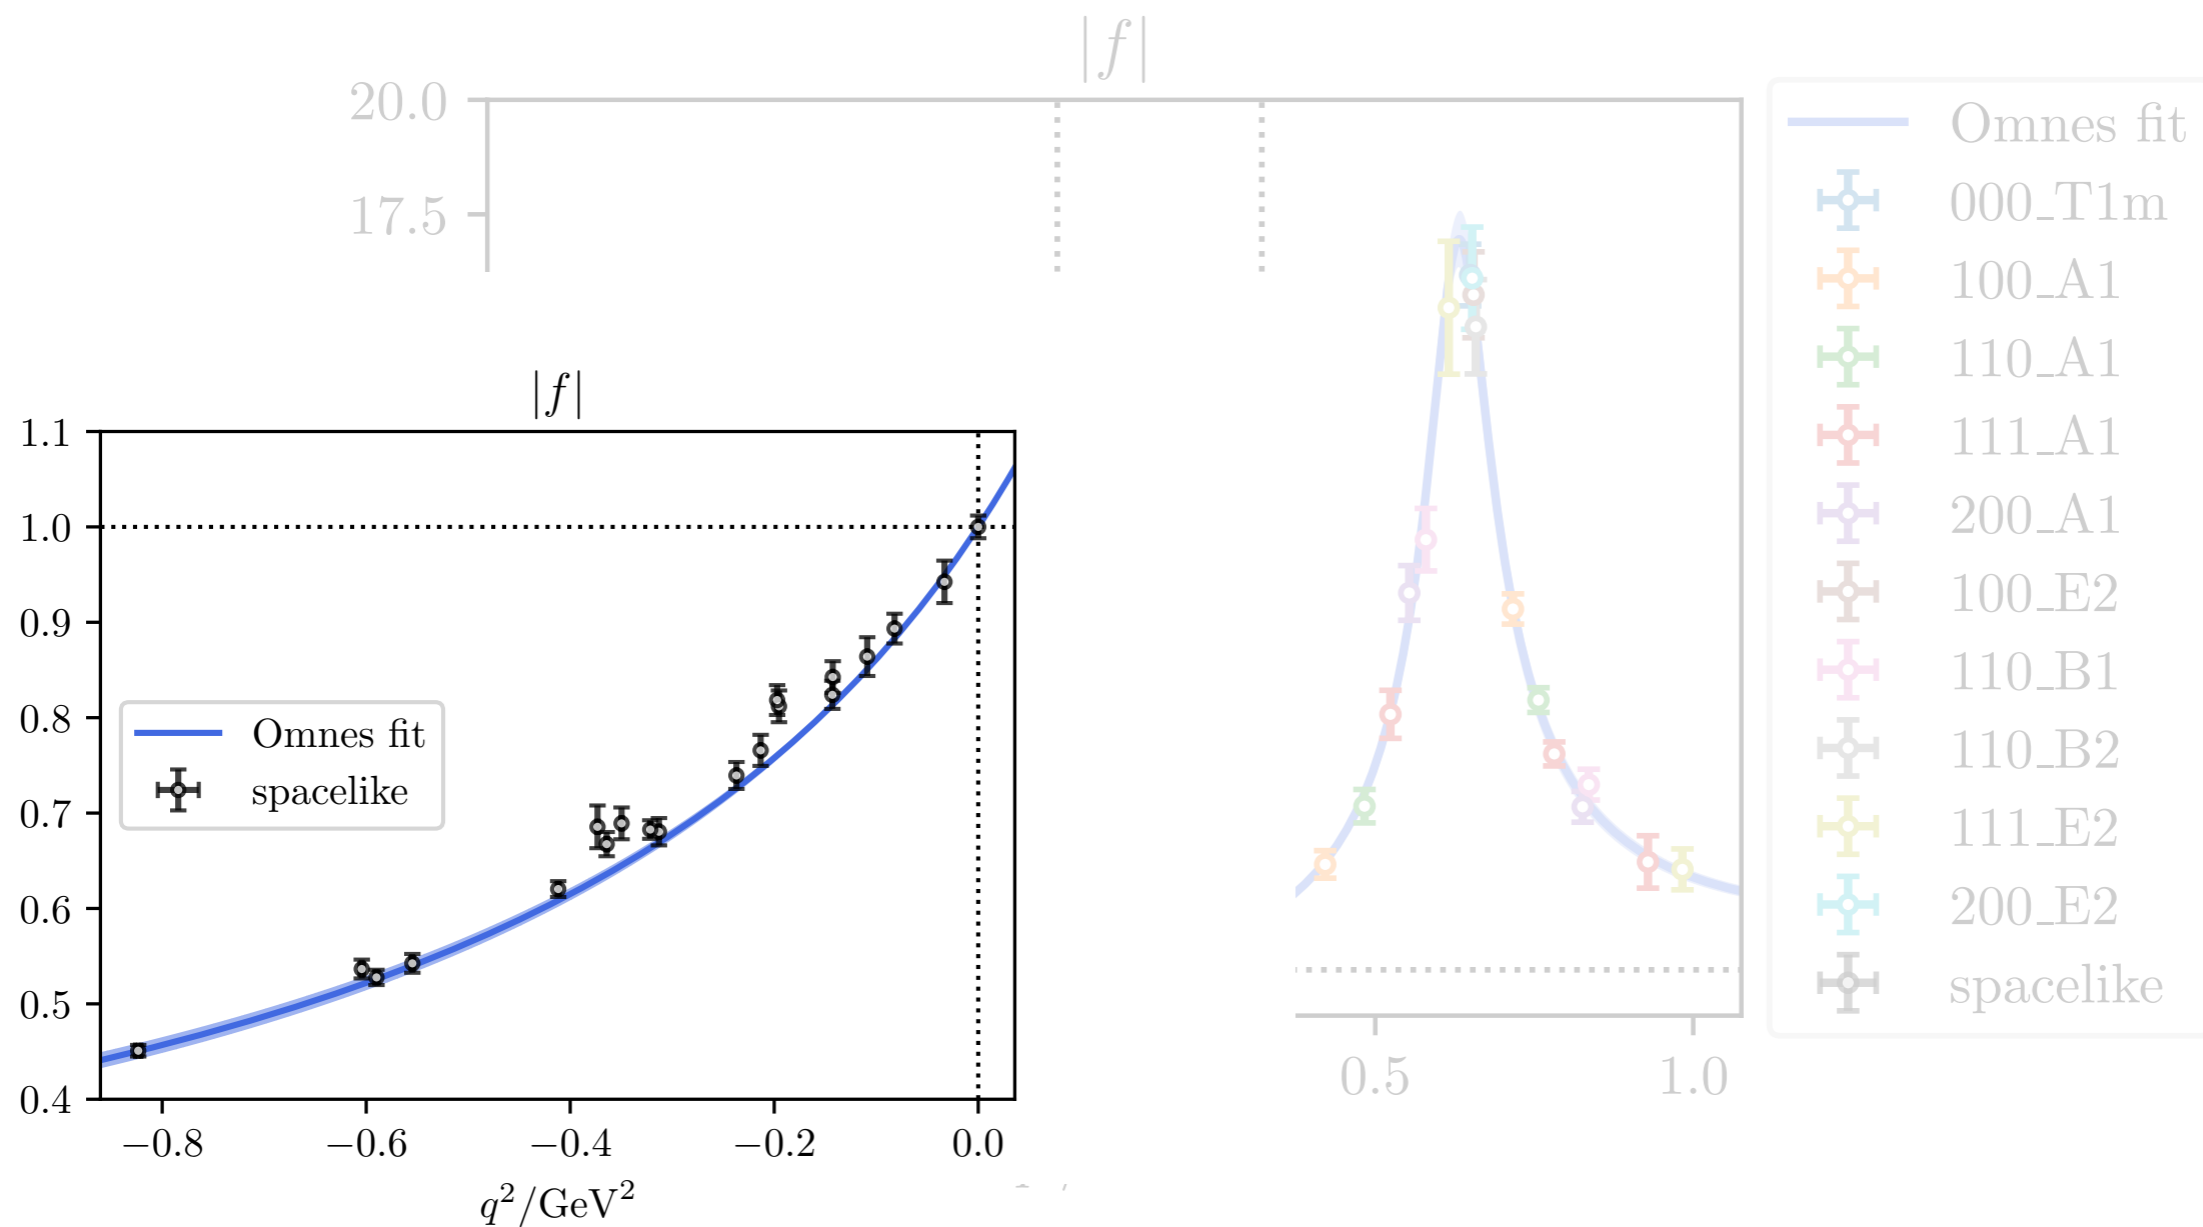 |f|
20.0
17.5
Omnes fit
000_T1m
100_A1
110_A1
111_A1
200_A1
100_E2
110_B1
110_B2
111_E2
200_E2
spacelike
0.5
1.0
|f|
1.1
1.0
0.9
0.8
0.7
0.6
0.5
0.4
Omnes fit
spacelike
−0.8
−0.6
−0.4
−0.2
0.0
q²/GeV²